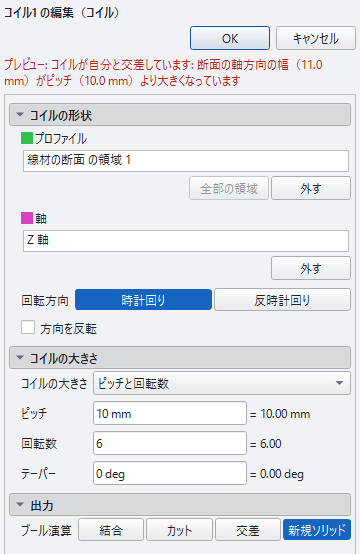 コイル1 の編集（コイル）
OK
キャンセル
プレビュー: コイルが自分と交差しています: 断面の軸方向の幅（11.0
mm）がピッチ（10.0 mm）より大きくなっています
コイルの形状
プロファイル
線材の断面 の領域 1
全部の領域
外す
軸
Z 軸
外す
回転方向
時計回り
反時計回り
方向を反転
コイルの大きさ
コイルの大きさ ピッチと回転数
ピッチ 10 mm = 10.00 mm
回転数 6 = 6.00
テーパー 0 deg = 0.00 deg
出力
ブール演算 結合 カット 交差 新規ソリッド